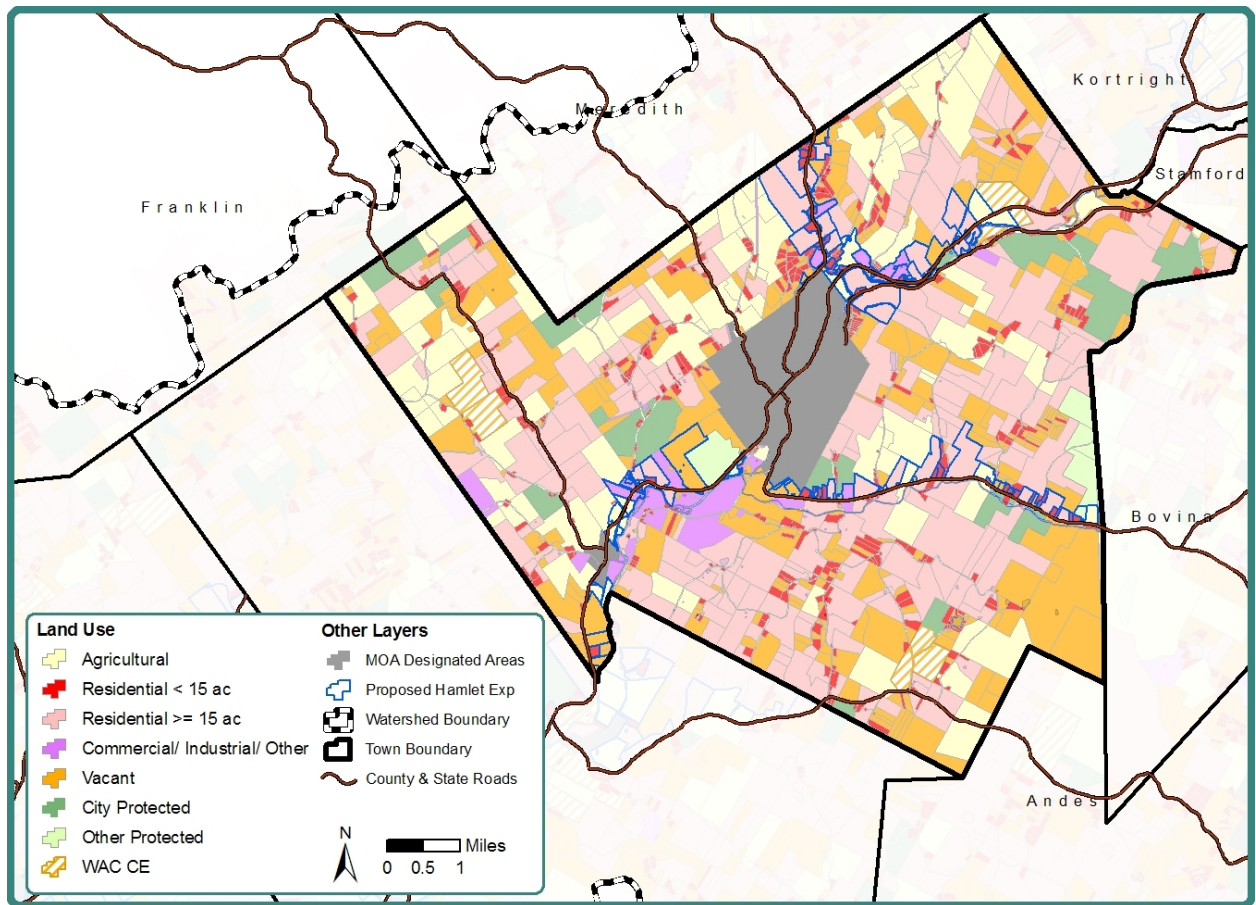 Kortright
Meredith
Stamford
Franklin
Bovina
Andes
Land Use
Agricultural
Residential < 15 ac
Residential >= 15 ac
Commercial/ Industrial/ Other
Vacant
City Protected
Other Protected
WAC CE
Other Layers
MOA Designated Areas
Proposed Hamlet Exp
Watershed Boundary
Town Boundary
County & State Roads
N
Miles
0 0.5 1